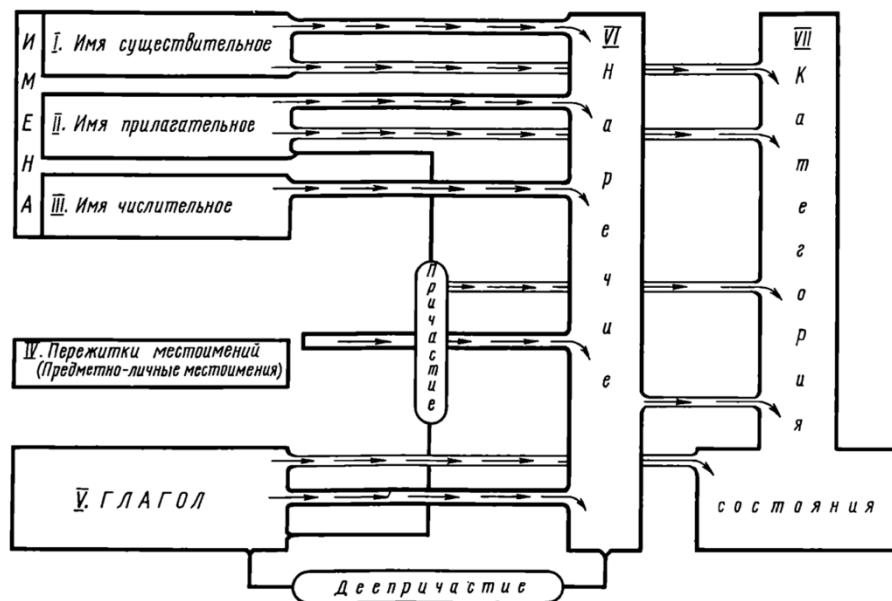 ИМЕНА
I. Имя существительное
II. Имя прилагательное
III. Имя числительное
IV. Пережитки местоимений
(Предметно-личные местоимения)
V. ГЛАГОЛ
Причастие
Деепричастие
VI
Наречие
VII
Категория
состояния